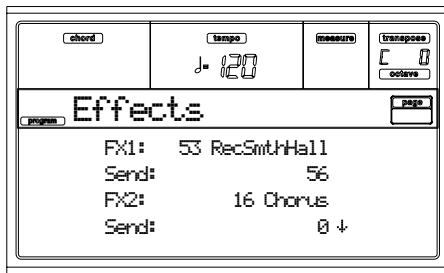 chord tempo measure transpose
♩= 120 C 0
octave
program Effects page
FX1: 53 RecSmthHall
Send: 56
FX2: 16 Chorus
Send: 0 ↓